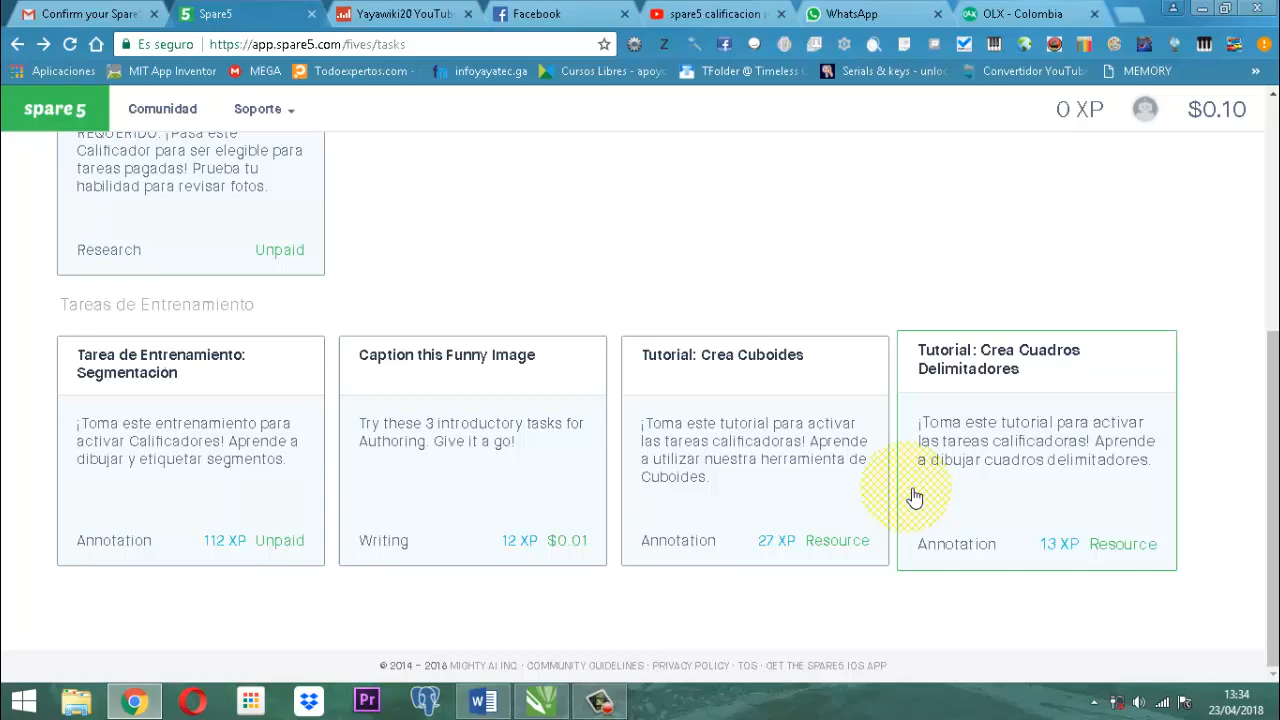 Confirm your Spare
Spare5
Yayawiki20 YouTub
Facebook
spare5 calificacion
WhatsApp
OLX - Colombia
Es seguro
https://app.spare5.com/fives/tasks
Aplicaciones
MIT App Inventor
MEGA
Todoexpertos.com -
infoyayatec.ga
Cursos Libres - apoy
TFolder @ Timeless
Serials & keys - unlo
Convertidor YouTub
MEMORY
»
spare5
Comunidad
Soporte
0 XP
$0.10
REQUERIDO: ¡Pasa este
Calificador para ser elegible para
tareas pagadas! Prueba tu
habilidad para revisar fotos.
Research
Unpaid
Tareas de Entrenamiento
Tarea de Entrenamiento:
Segmentación
¡Toma este entrenamiento para
activar Calificadores! Aprende a
dibujar y etiquetar segmentos.
Annotation 112 XP Unpaid
Caption this Funny Image
Try these 3 introductory tasks for
Authoring. Give it a go!
Writing 12 XP $0.01
Tutorial: Crea Cuboides
¡Toma este tutorial para activar
las tareas calificadoras! Aprende
a utilizar nuestra herramienta de
Cuboides.
Annotation 27 XP Resource
Tutorial: Crea Cuadros
Delimitadores
¡Toma este tutorial para activar
las tareas calificadoras! Aprende
a dibujar cuadros delimitadores.
Annotation 13 XP Resource
© 2014 - 2018 MIGHTY AI INC. · COMMUNITY GUIDELINES · PRIVACY POLICY · TOS · GET THE SPARE5 IOS APP
Pr
13:34
23/04/2018